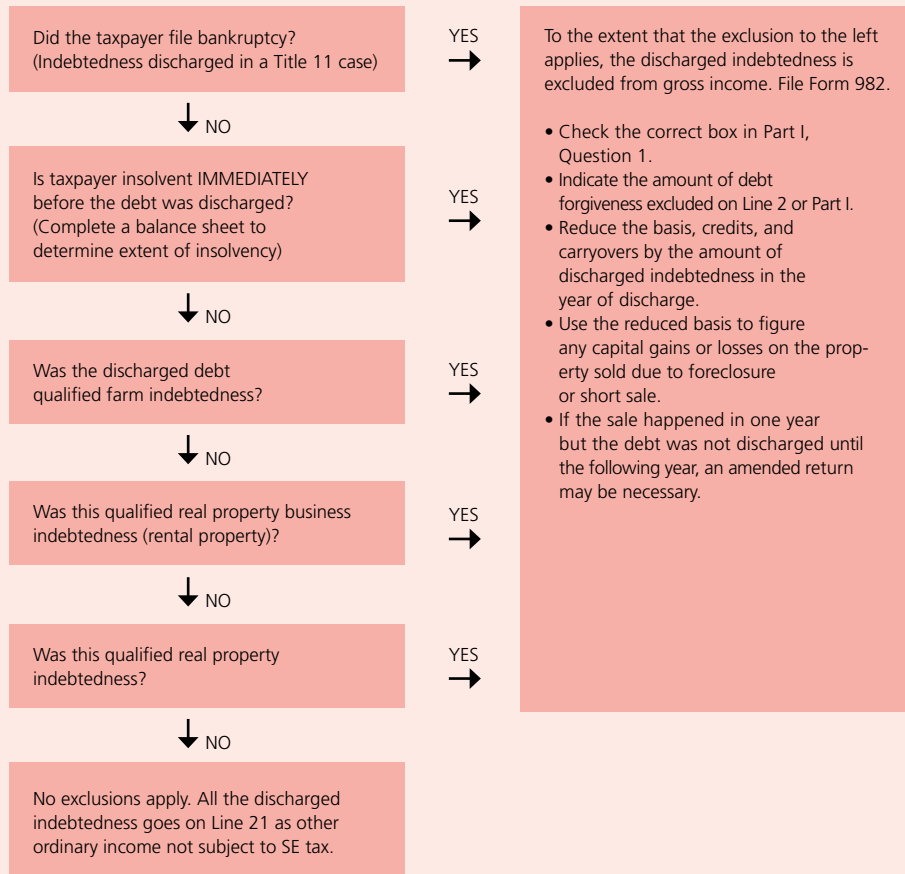 Did the taxpayer file bankruptcy?
(Indebtedness discharged in a Title 11 case)
YES
NO
Is taxpayer insolvent IMMEDIATELY
before the debt was discharged?
(Complete a balance sheet to
determine extent of insolvency)
YES
NO
Was the discharged debt
qualified farm indebtedness?
YES
NO
Was this qualified real property business
indebtedness (rental property)?
YES
NO
Was this qualified real property
indebtedness?
YES
NO
No exclusions apply. All the discharged
indebtedness goes on Line 21 as other
ordinary income not subject to SE tax.
To the extent that the exclusion to the left
applies, the discharged indebtedness is
excluded from gross income. File Form 982.
• Check the correct box in Part I,
Question 1.
• Indicate the amount of debt
forgiveness excluded on Line 2 or Part I.
• Reduce the basis, credits, and
carryovers by the amount of
discharged indebtedness in the
year of discharge.
• Use the reduced basis to figure
any capital gains or losses on the prop-
erty sold due to foreclosure
or short sale.
• If the sale happened in one year
but the debt was not discharged until
the following year, an amended return
may be necessary.